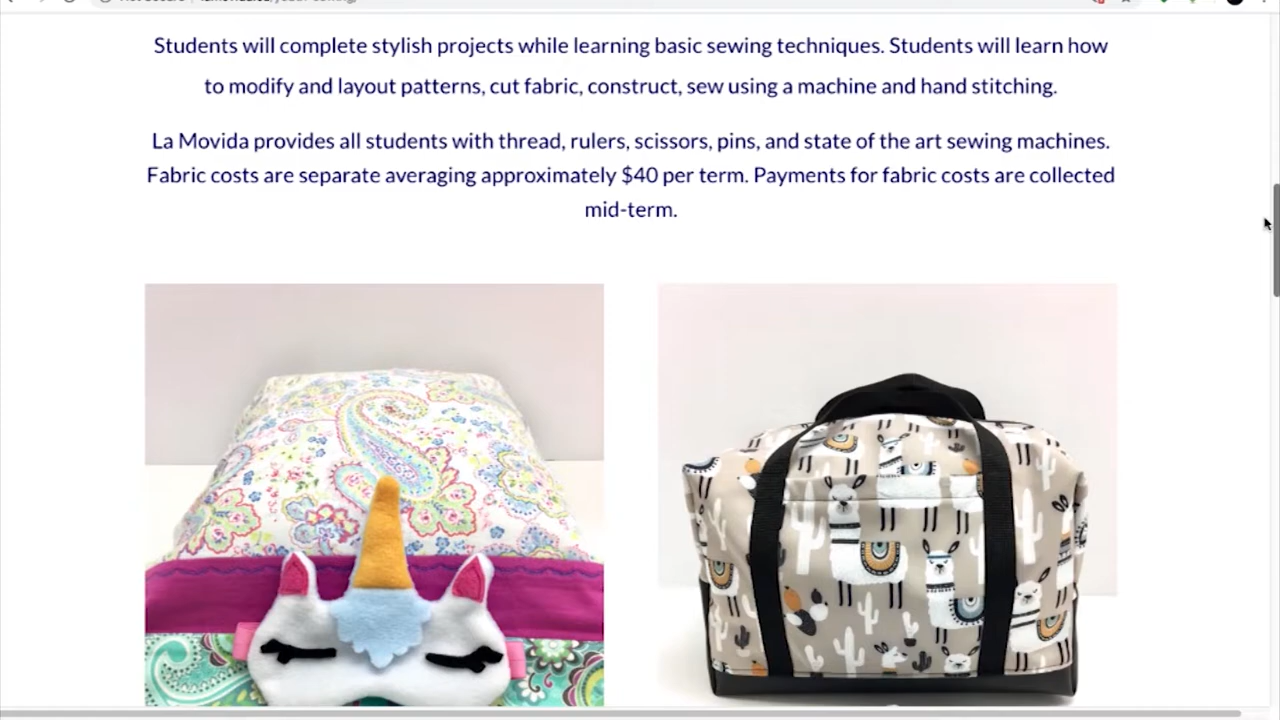 Students will complete stylish projects while learning basic sewing techniques. Students will learn how
to modify and layout patterns, cut fabric, construct, sew using a machine and hand stitching.
La Movida provides all students with thread, rulers, scissors, pins, and state of the art sewing machines.
Fabric costs are separate averaging approximately $40 per term. Payments for fabric costs are collected
mid-term.